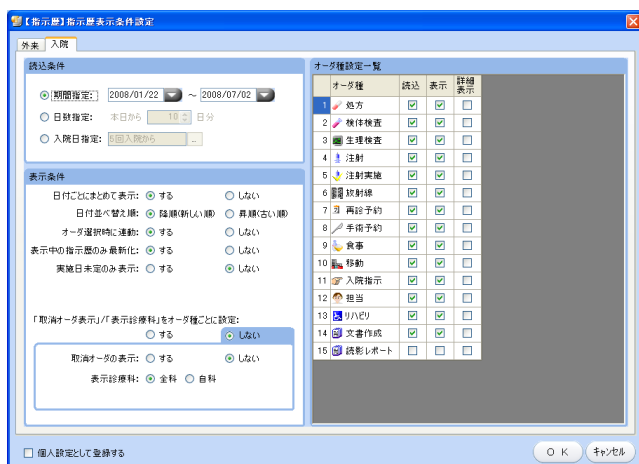 【指示歴】指示歴表示条件設定
外来 入院
読込条件
期間指定: 2008/01/22 ～ 2008/07/02
日数指定: 本日から 10 日分
入院日指定: 5回入院から ...
表示条件
日付ごとにまとめて表示: する しない
日付並べ替え順: 降順(新しい順) 昇順(古い順)
オーダ選択時に連動: する しない
表示中の指示歴のみ最新化: する しない
実施日未定のみ表示: する しない
「取消オーダ表示」/「表示診療科」をオーダ種ごとに設定:
する しない
取消オーダの表示: する しない
表示診療科: 全科 自科
オーダ種設定一覧
オーダ種 読込 表示 詳細表示
1 処方
2 検体検査
3 生理検査
4 注射
5 注射実施
6 放射線
7 再診予約
8 手術予約
9 食事
10 移動
11 入院指示
12 担当
13 リハビリ
14 文書作成
15 読影レポート
個人設定として登録する
ＯＫ キャンセル